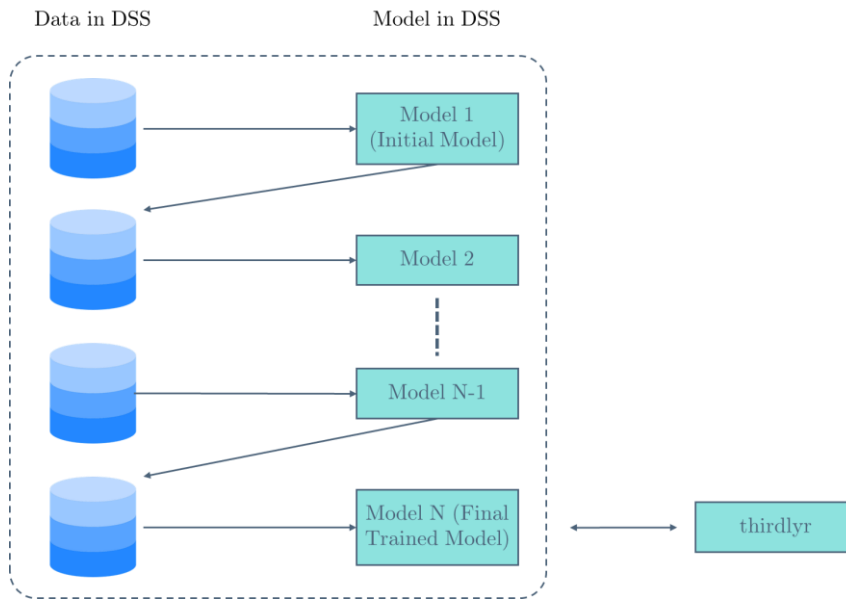 Data in DSS
Model in DSS
Model 1
(Initial Model)
Model 2
Model N-1
Model N (Final
Trained Model)
thirdlyr